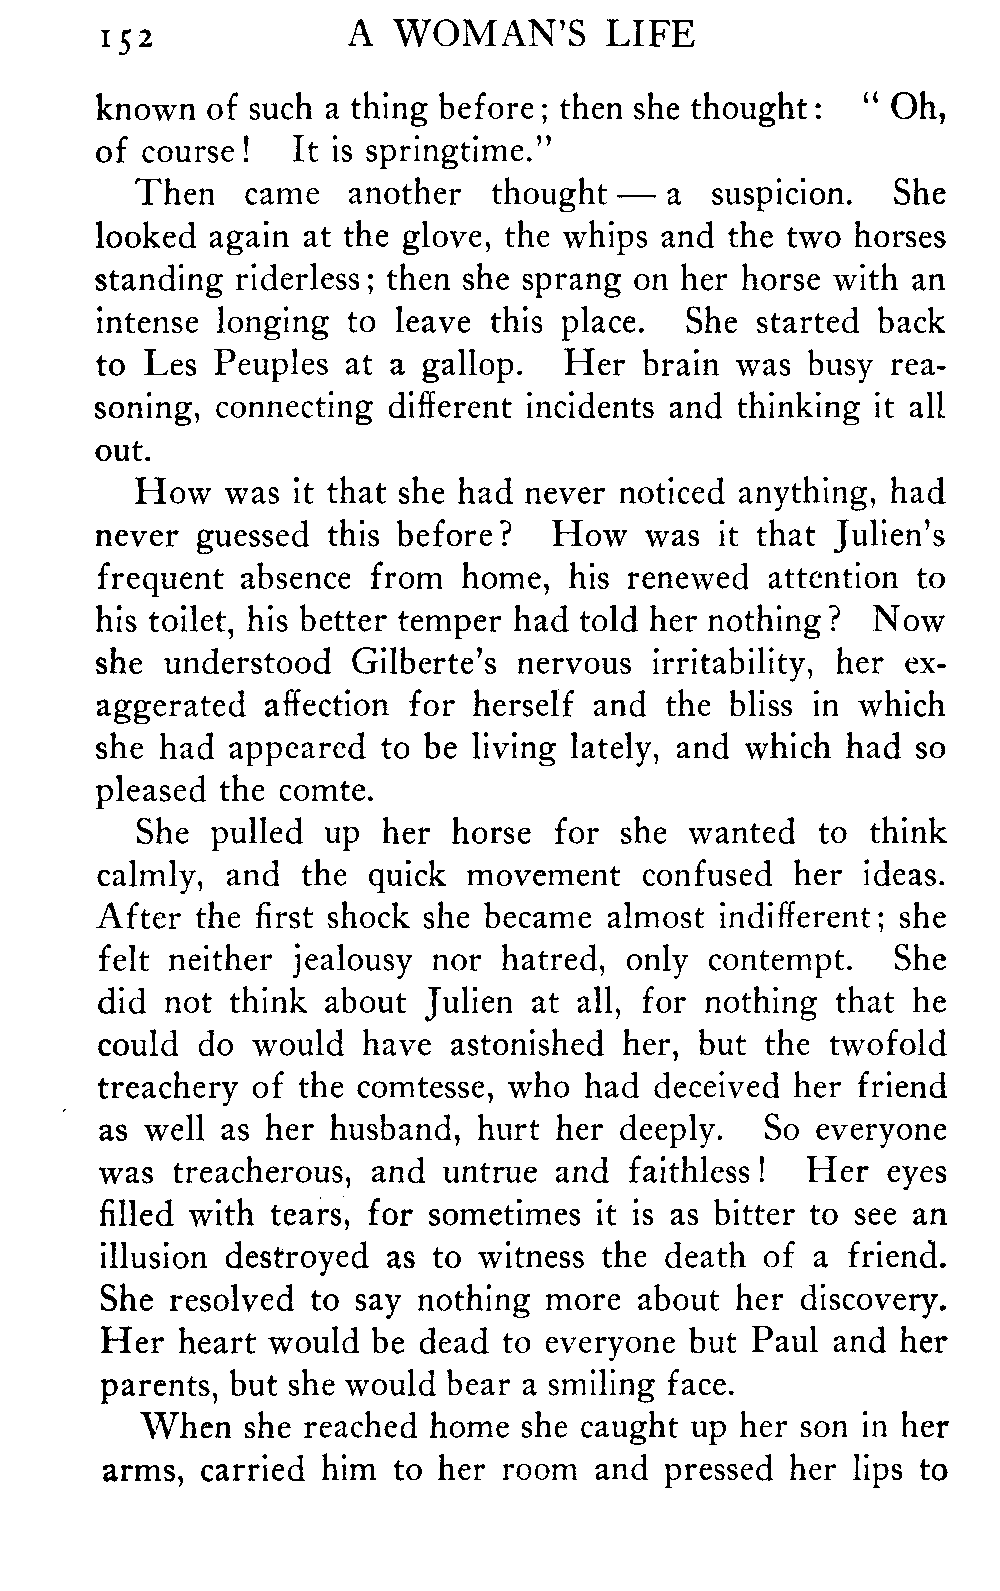 152 A WOMAN'S LIFE
known of such a thing before; then she thought: "Oh,
of course! It is springtime."
Then came another thought — a suspicion. She
looked again at the glove, the whips and the two horses
standing riderless; then she sprang on her horse with an
intense longing to leave this place. She started back
to Les Peuples at a gallop. Her brain was busy rea-
soning, connecting different incidents and thinking it all
out.
How was it that she had never noticed anything, had
never guessed this before? How was it that Julien's
frequent absence from home, his renewed attention to
his toilet, his better temper had told her nothing? Now
she understood Gilberte's nervous irritability, her ex-
aggerated affection for herself and the bliss in which
she had appeared to be living lately, and which had so
pleased the comte.
She pulled up her horse for she wanted to think
calmly, and the quick movement confused her ideas.
After the first shock she became almost indifferent; she
felt neither jealousy nor hatred, only contempt. She
did not think about Julien at all, for nothing that he
could do would have astonished her, but the twofold
treachery of the comtesse, who had deceived her friend
as well as her husband, hurt her deeply. So everyone
was treacherous, and untrue and faithless! Her eyes
filled with tears, for sometimes it is as bitter to see an
illusion destroyed as to witness the death of a friend.
She resolved to say nothing more about her discovery.
Her heart would be dead to everyone but Paul and her
parents, but she would bear a smiling face.
When she reached home she caught up her son in her
arms, carried him to her room and pressed her lips to